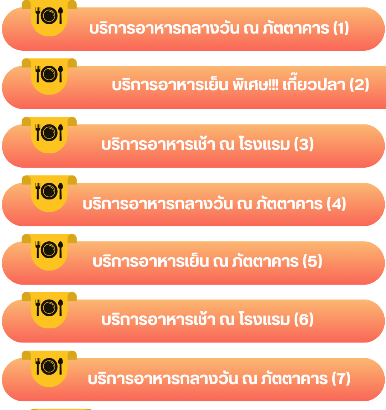 บริการอาหารกลางวัน ณ ภัตตาคาร (1)
บริการอาหารเย็น พิเศษ!!! เกี๊ยวปลา (2)
บริการอาหารเช้า ณ โรงแรม (3)
บริการอาหารกลางวัน ณ ภัตตาคาร (4)
บริการอาหารเย็น ณ ภัตตาคาร (5)
บริการอาหารเช้า ณ โรงแรม (6)
บริการอาหารกลางวัน ณ ภัตตาคาร (7)